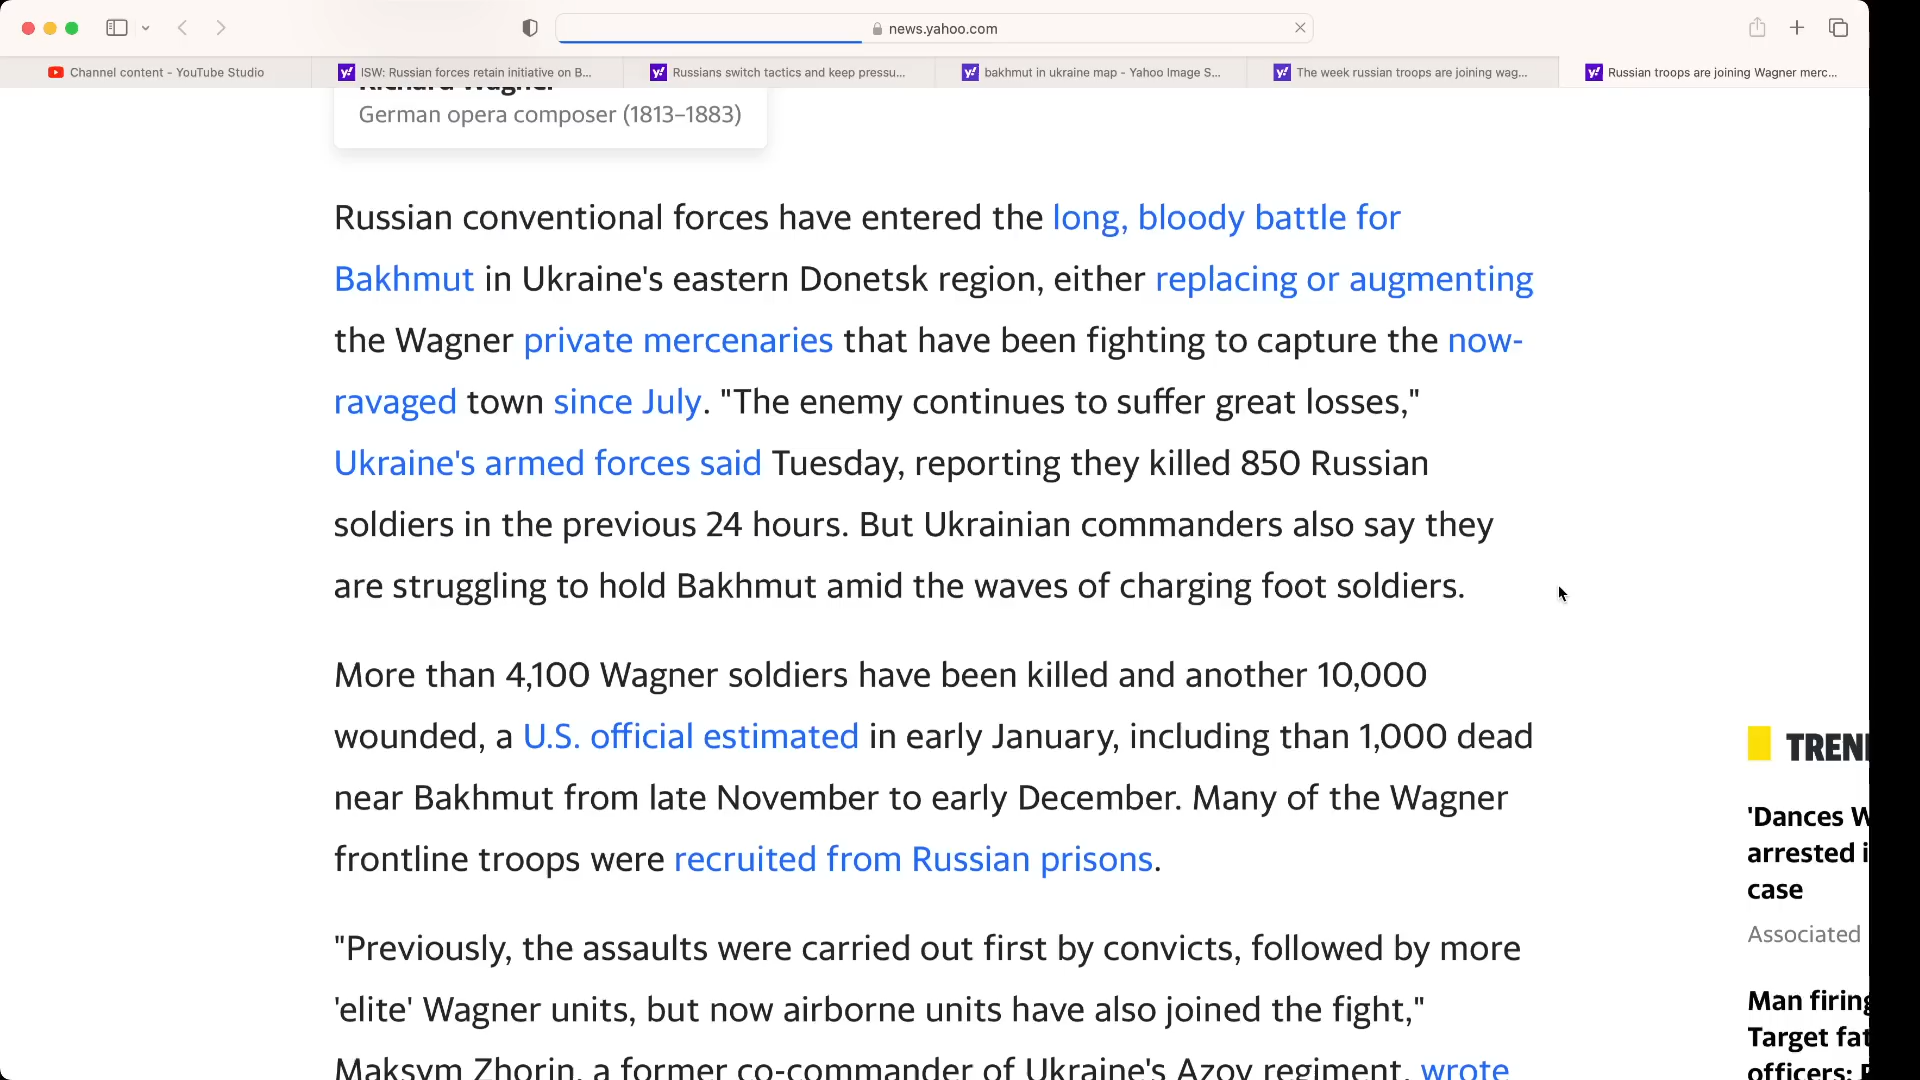 news.yahoo.com
Channel content - YouTube Studio
ISW: Russian forces retain initiative on B...
Russians switch tactics and keep pressu...
bakhmut in ukraine map - Yahoo Image S...
The week russian troops are joining wag...
Russian troops are joining Wagner merc...
Richard Wagner
German opera composer (1813–1883)
Russian conventional forces have entered the long, bloody battle for
Bakhmut in Ukraine's eastern Donetsk region, either replacing or augmenting
the Wagner private mercenaries that have been fighting to capture the now-
ravaged town since July. "The enemy continues to suffer great losses,"
Ukraine's armed forces said Tuesday, reporting they killed 850 Russian
soldiers in the previous 24 hours. But Ukrainian commanders also say they
are struggling to hold Bakhmut amid the waves of charging foot soldiers.
More than 4,100 Wagner soldiers have been killed and another 10,000
wounded, a U.S. official estimated in early January, including than 1,000 dead
near Bakhmut from late November to early December. Many of the Wagner
frontline troops were recruited from Russian prisons.
"Previously, the assaults were carried out first by convicts, followed by more
'elite' Wagner units, but now airborne units have also joined the fight,"
Maksym Zhorin, a former co-commander of Ukraine's Azov regiment, wrote
TREN
'Dances W
arrested i
case
Associated
Man firing
Target fat
officers: